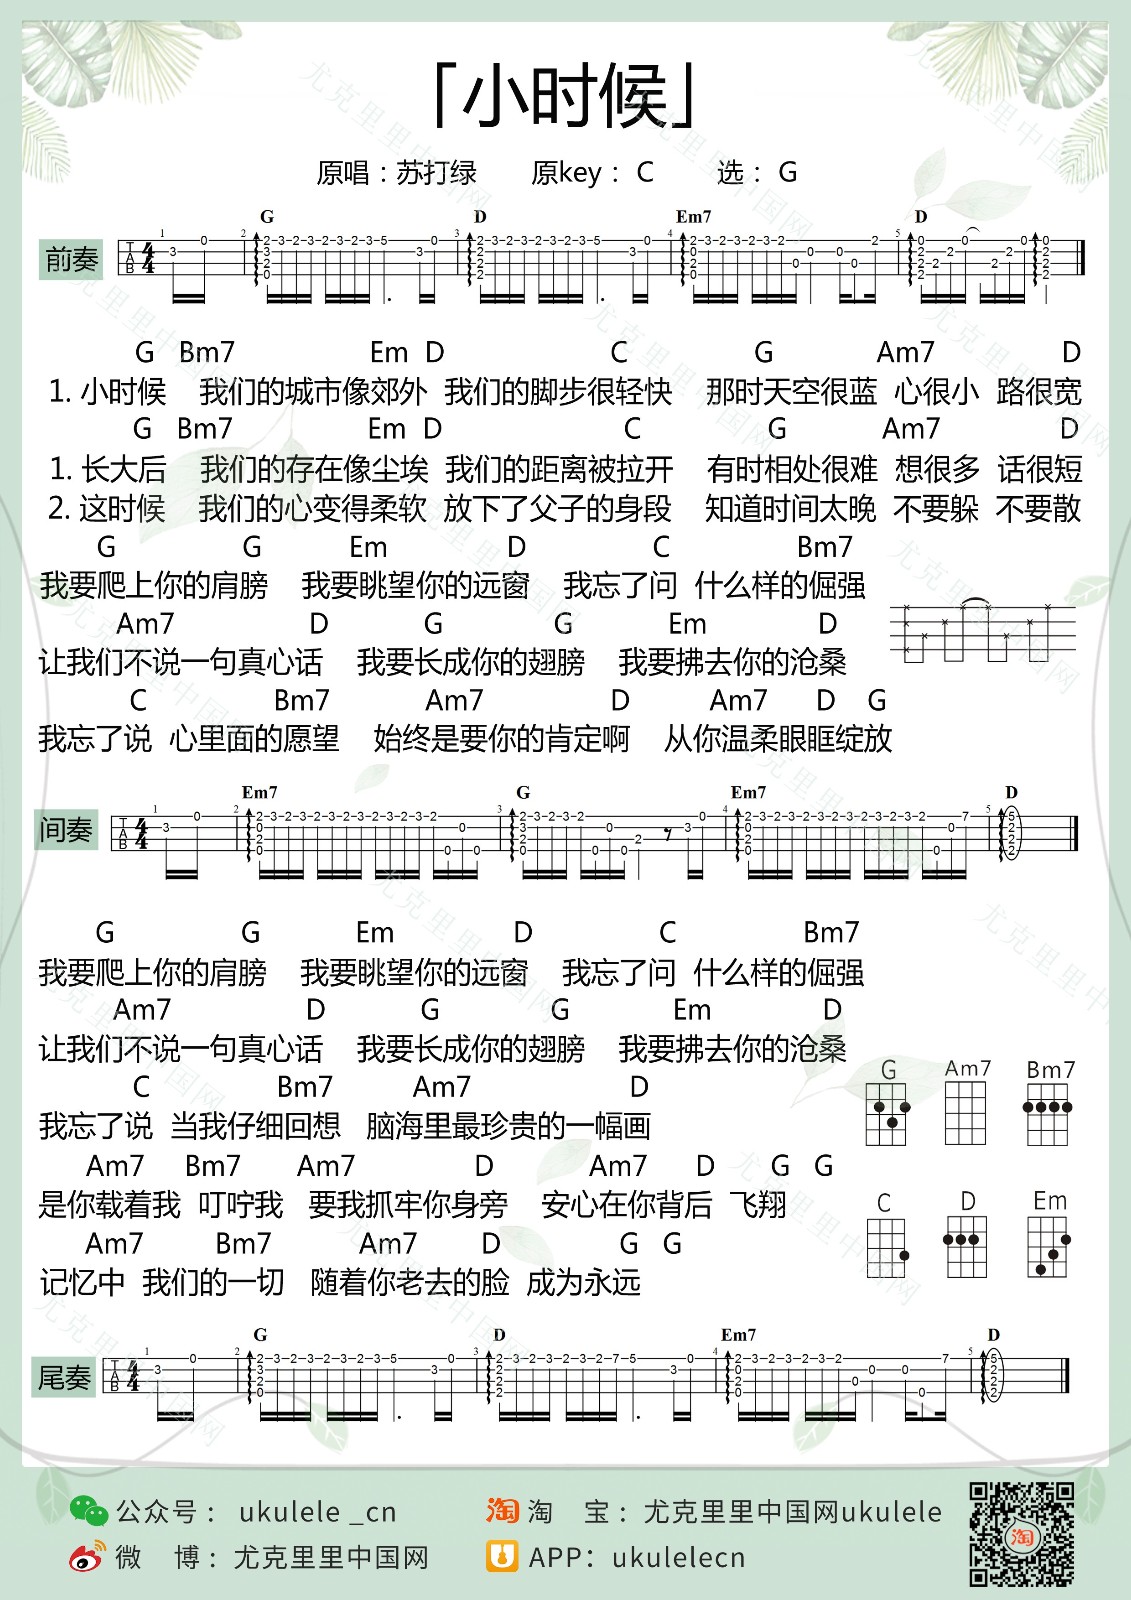 「小时候」
原唱：苏打绿 原key： C 选： G
G D Em7 D
前奏
G Bm7 Em D C G Am7 D
1. 小时候 我们的城市像郊外 我们的脚步很轻快 那时天空很蓝 心很小 路很宽
G Bm7 Em D C G Am7 D
1. 长大后 我们的存在像尘埃 我们的距离被拉开 有时相处很难 想很多 话很短
2. 这时候 我们的心变得柔软 放下了父子的身段 知道时间太晚 不要躲 不要散
G G Em D C Bm7
我要爬上你的肩膀 我要眺望你的远窗 我忘了问 什么样的倔强
Am7 D G G Em D
让我们不说一句真心话 我要长成你的翅膀 我要拂去你的沧桑
C Bm7 Am7 D Am7 D G
我忘了说 心里面的愿望 始终是要你的肯定啊 从你温柔眼眶绽放
Em7 G Em7 D
间奏
G G Em D C Bm7
我要爬上你的肩膀 我要眺望你的远窗 我忘了问 什么样的倔强
Am7 D G G Em D
让我们不说一句真心话 我要长成你的翅膀 我要拂去你的沧桑
C Bm7 Am7 D
我忘了说 当我仔细回想 脑海里最珍贵的一幅画
Am7 Bm7 Am7 D Am7 D G G
是你载着我 叮咛我 要我抓牢你身旁 安心在你背后 飞翔
Am7 Bm7 Am7 D G G
记忆中 我们的一切 随着你老去的脸 成为永远
G Am7 Bm7
C D Em
G D Em7 D
尾奏
公众号： ukulele _cn
淘 淘 宝：尤克里里中国网ukulele
微 博：尤克里里中国网
APP：ukulelecn
淘